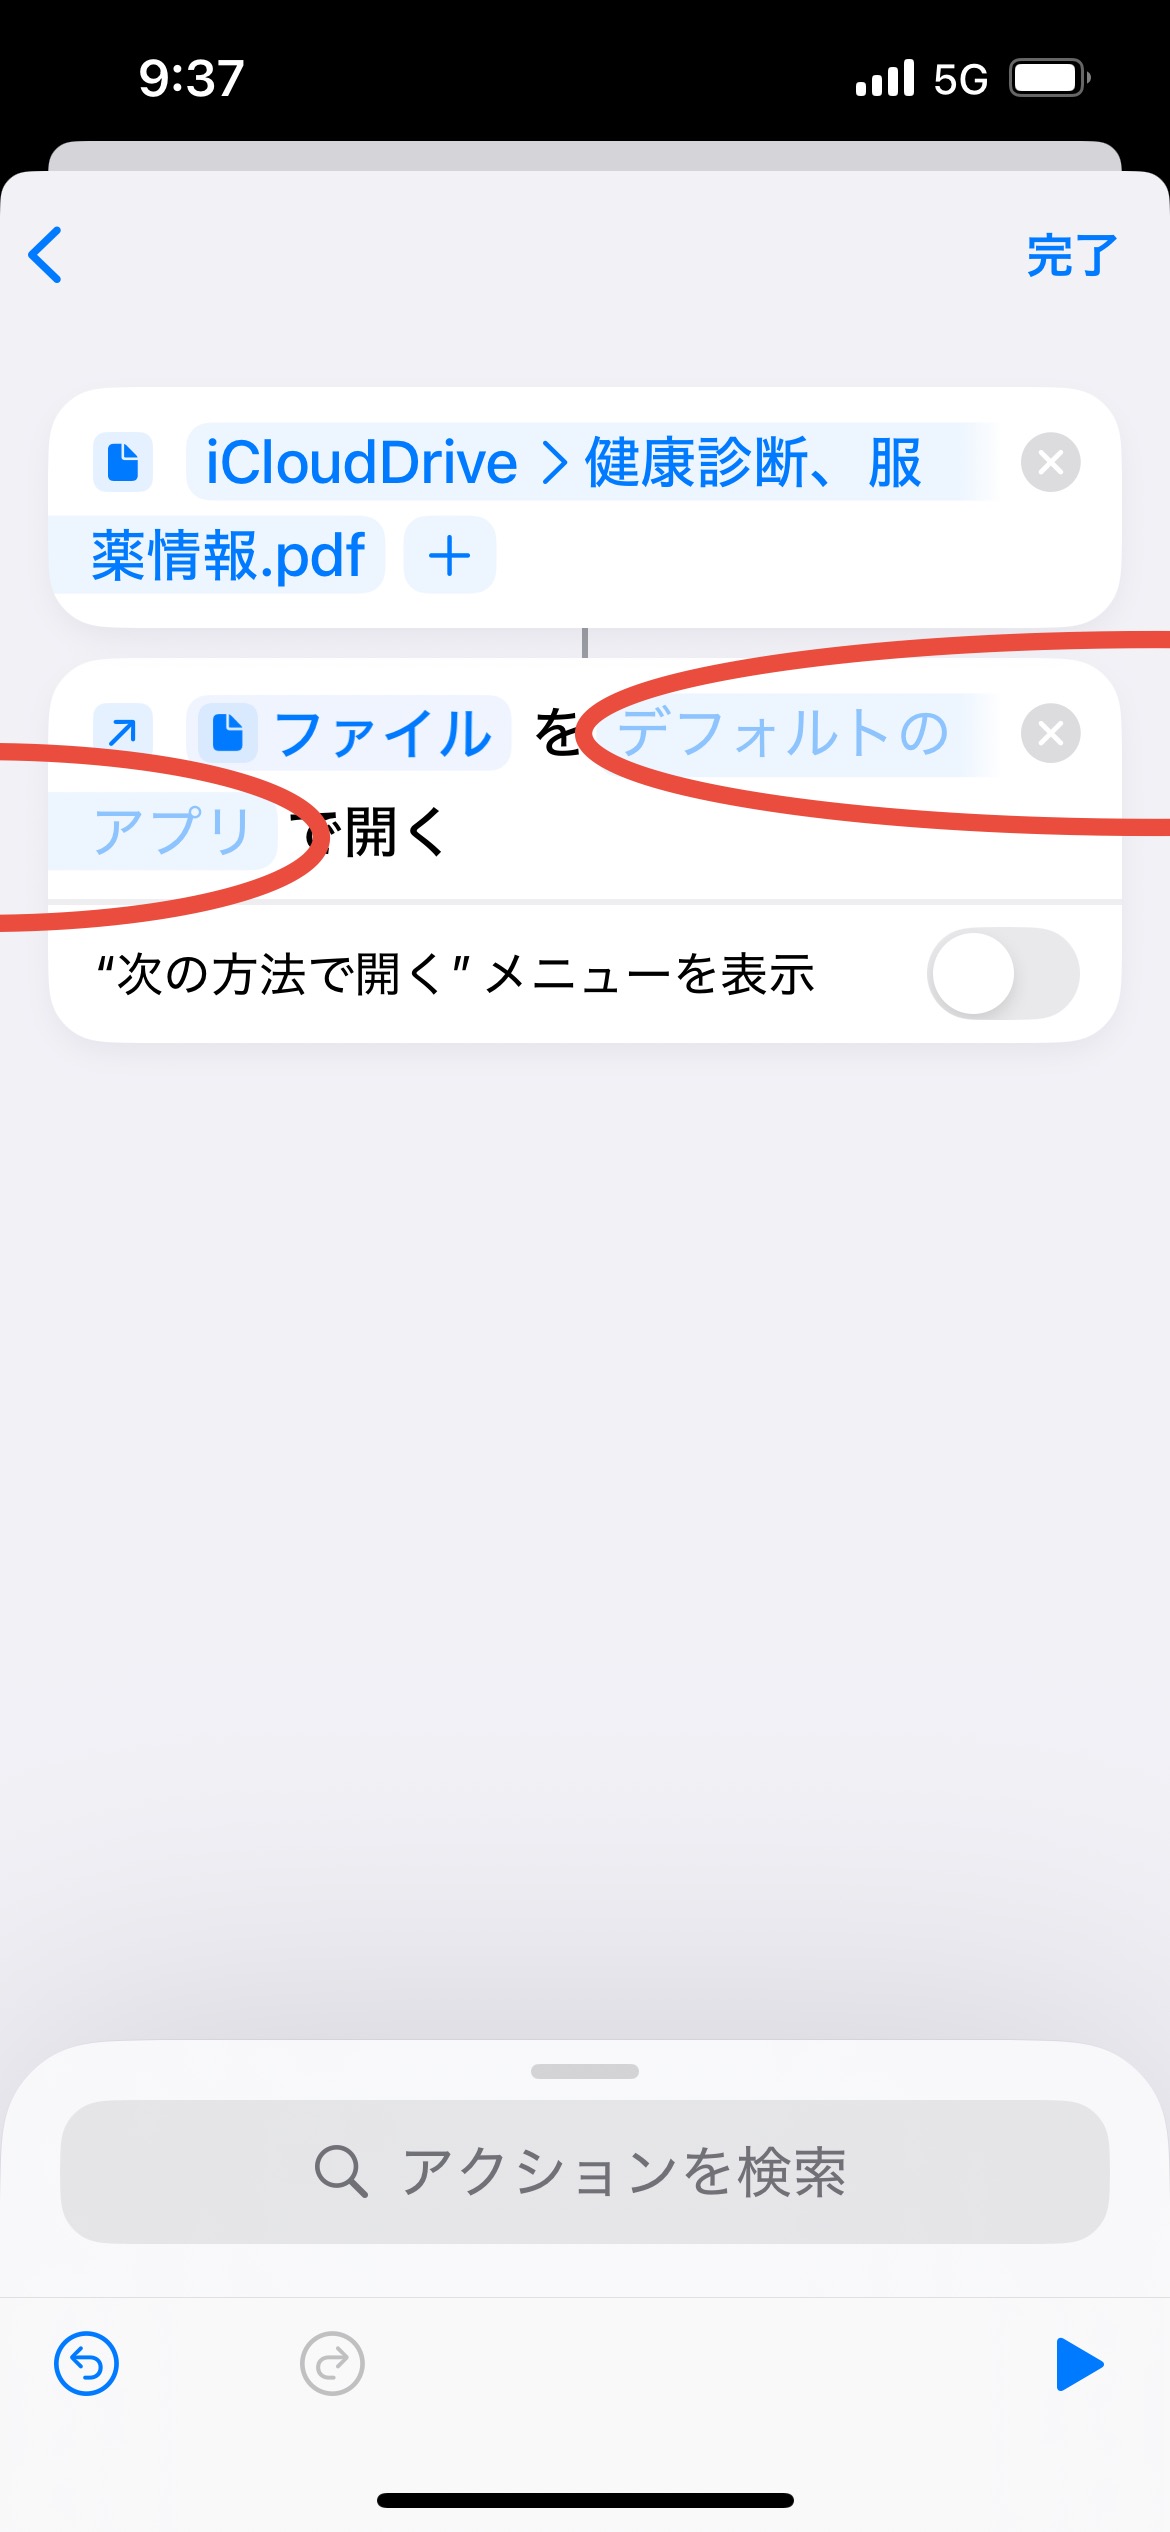 9:37 5G
完了
iCloudDrive > 健康診断、服
薬情報.pdf
ファイル を デフォルトの
アプリ で開く
“次の方法で開く” メニューを表示
アクションを検索